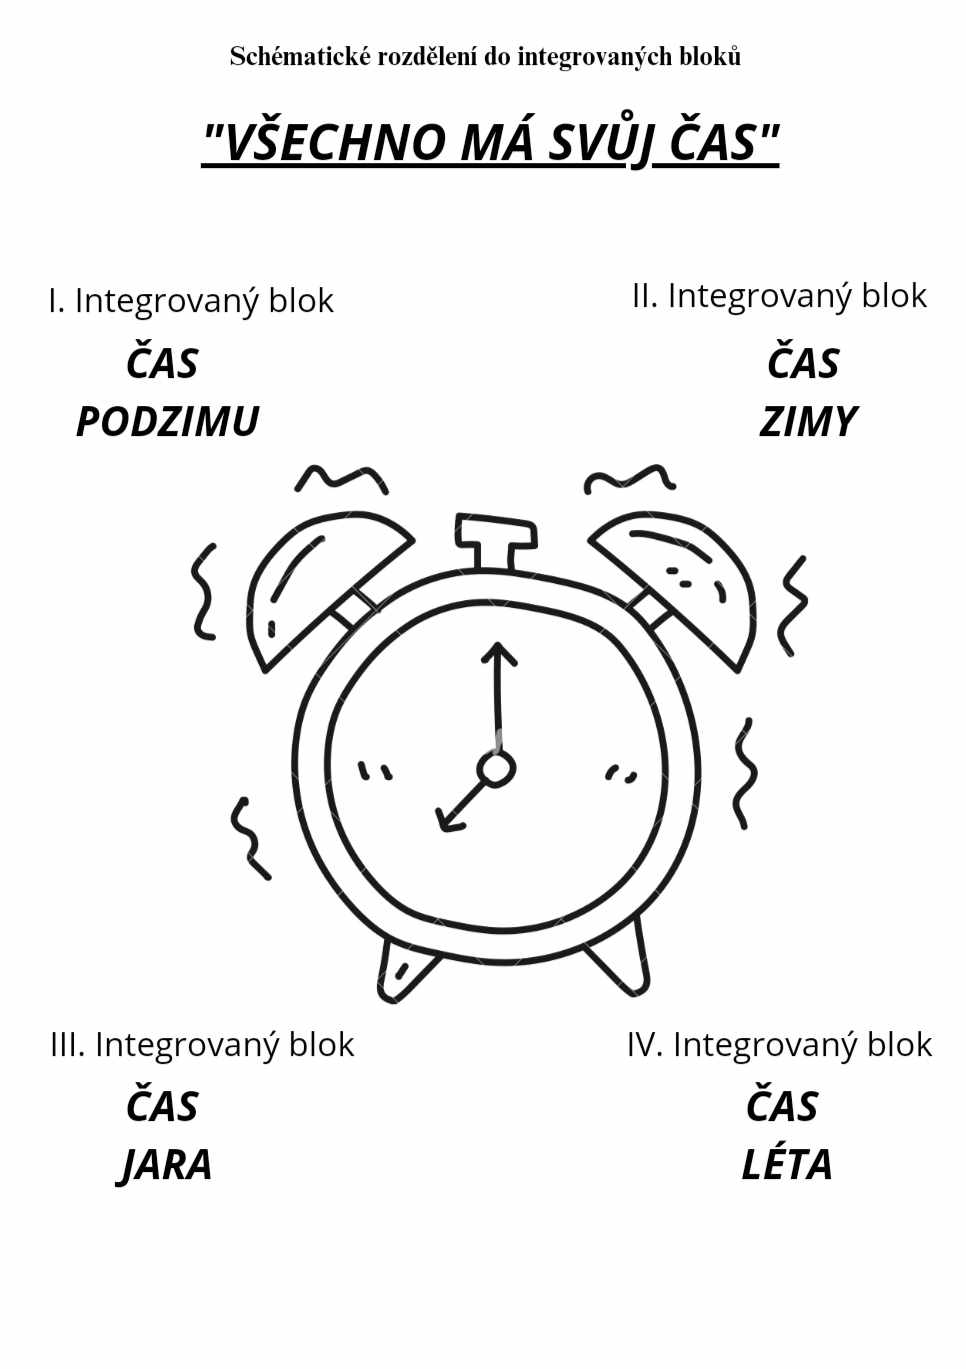 Schématické rozdělení do integrovaných bloků
"VŠECHNO MÁ SVŮJ ČAS"
I. Integrovaný blok
ČAS
PODZIMU
II. Integrovaný blok
ČAS
ZIMY
III. Integrovaný blok
ČAS
JARA
IV. Integrovaný blok
ČAS
LÉTA